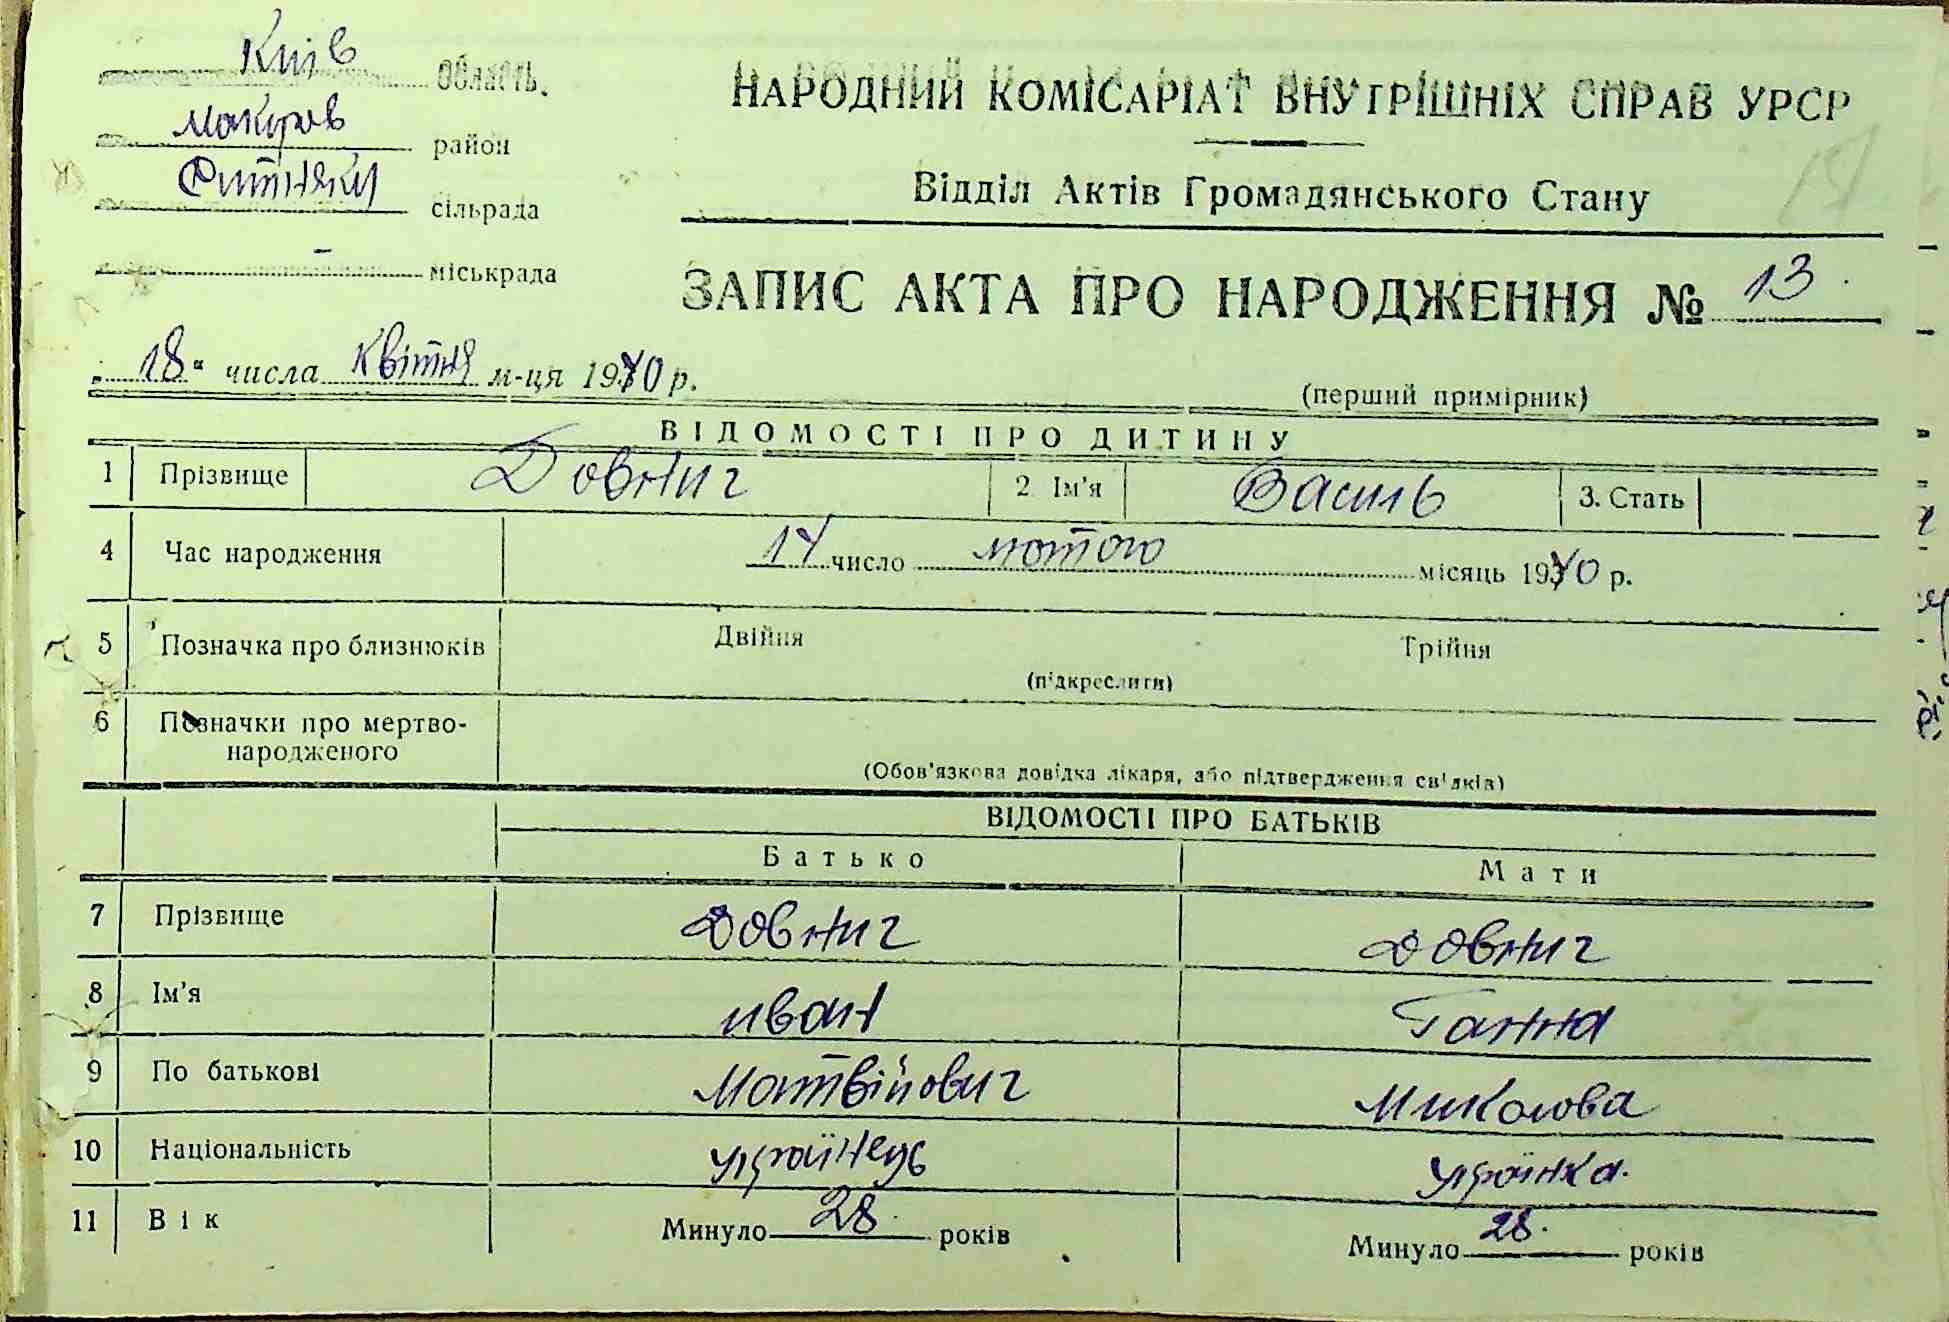 Київ область.
Макуров район
Фитняки сільрада
- міськрада
НАРОДНИЙ КОМІСАРІАТ ВНУТРІШНІХ СПРАВ УРСР
Відділ Актів Громадянського Стану
ЗАПИС АКТА ПРО НАРОДЖЕННЯ № 13
„18“ числа квітня м-ця 1940 р.
(перший примірник)
ВІДОМОСТІ ПРО ДИТИНУ
1 Прізвище Довнич 2. Ім'я Василь 3. Стать
4 Час народження 14 число лютого місяць 1940 р.
5 Позначка про близнюків Двійня Трійня
(підкреслити)
6 Позначки про мертво-
народженого
(Обов'язкова довідка лікаря, або підтвердження свідків)
ВІДОМОСТІ ПРО БАТЬКІВ
Батько Мати
7 Прізвище Довнич Довнич
8 Ім'я иван Ганна
9 По батькові Матвійович Миколова
10 Національність українець українка.
11 Вік Минуло 28 років Минуло 28 років